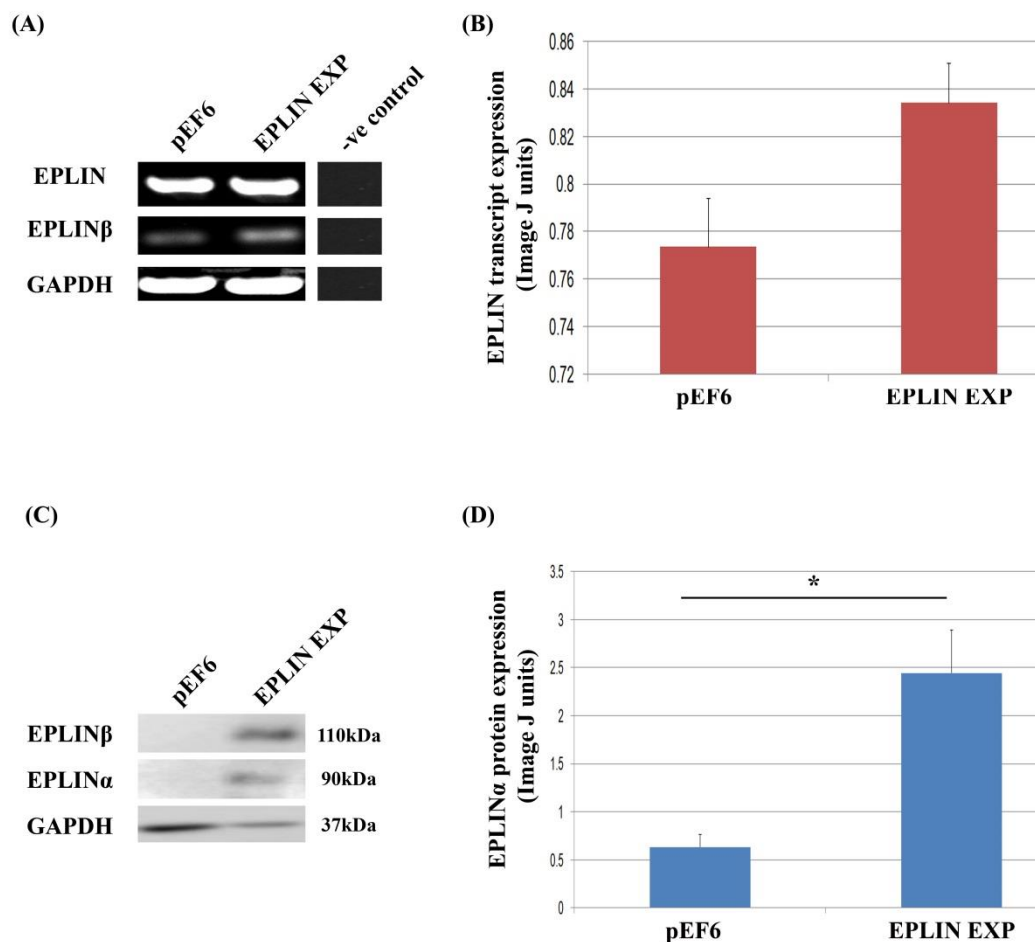 (A)
pEF6
EPLIN EXP
-ve control
EPLIN
EPLINβ
GAPDH
(B)
EPLIN transcript expression
(Image J units)
0.86
0.84
0.82
0.8
0.78
0.76
0.74
0.72
pEF6
EPLIN EXP
(C)
pEF6
EPLIN EXP
EPLINβ
110kDa
EPLINα
90kDa
GAPDH
37kDa
(D)
EPLINα protein expression
(Image J units)
3.5
3
2.5
2
1.5
1
0.5
0
*
pEF6
EPLIN EXP